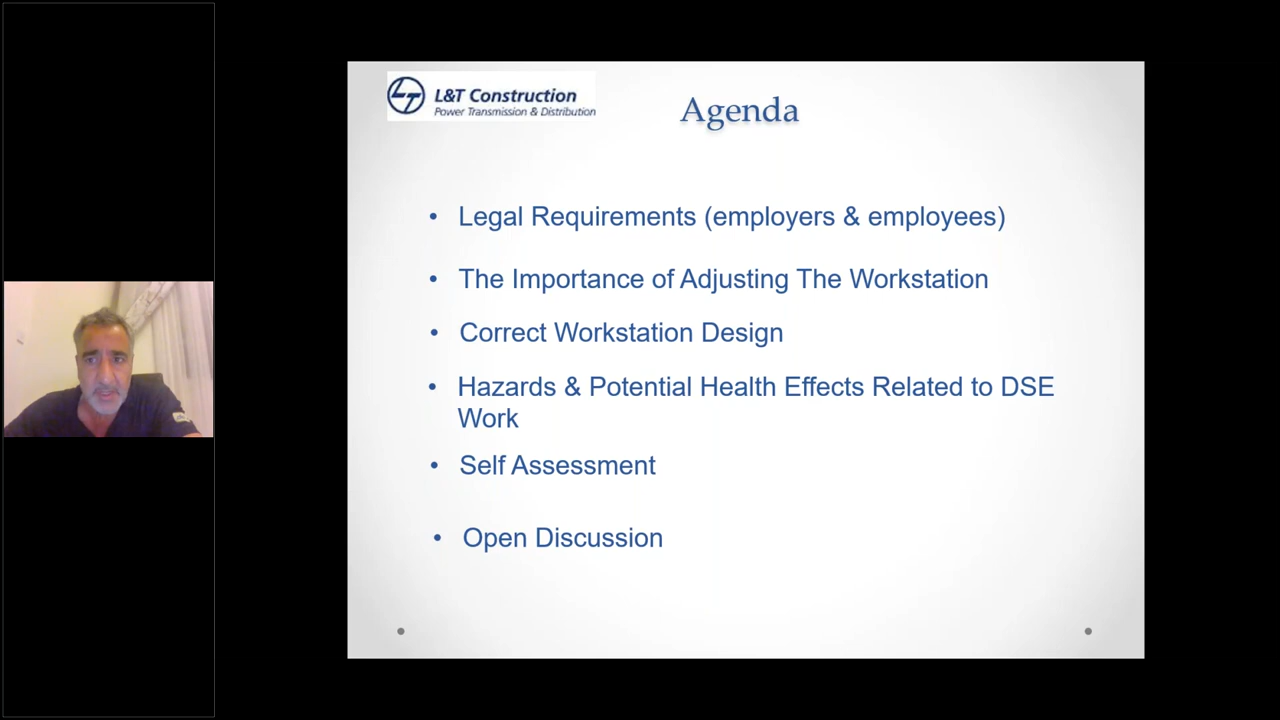 LT
L&T Construction
Power Transmission & Distribution
Agenda
• Legal Requirements (employers & employees)
• The Importance of Adjusting The Workstation
• Correct Workstation Design
• Hazards & Potential Health Effects Related to DSE
Work
• Self Assessment
• Open Discussion